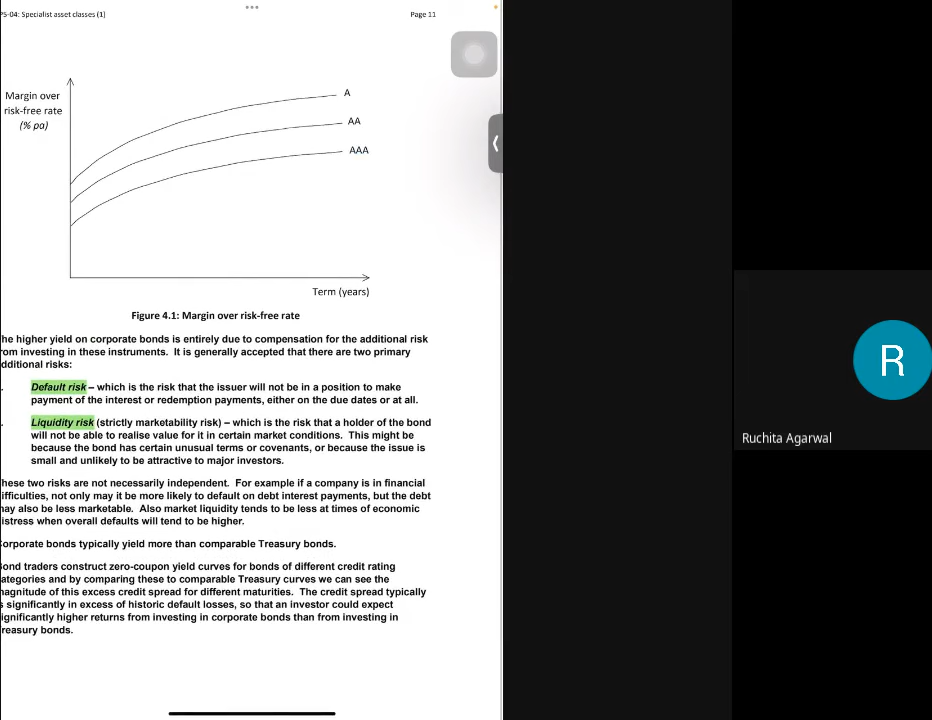 PS-04: Specialist asset classes (1)
Page 11
Margin over
risk-free rate
(% pa)
A
AA
AAA
Term (years)
Figure 4.1: Margin over risk-free rate
he higher yield on corporate bonds is entirely due to compensation for the additional risk
rom investing in these instruments. It is generally accepted that there are two primary
dditional risks:
. Default risk – which is the risk that the issuer will not be in a position to make
payment of the interest or redemption payments, either on the due dates or at all.
. Liquidity risk (strictly marketability risk) – which is the risk that a holder of the bond
will not be able to realise value for it in certain market conditions. This might be
because the bond has certain unusual terms or covenants, or because the issue is
small and unlikely to be attractive to major investors.
hese two risks are not necessarily independent. For example if a company is in financial
ifficulties, not only may it be more likely to default on debt interest payments, but the debt
may also be less marketable. Also market liquidity tends to be less at times of economic
istress when overall defaults will tend to be higher.
Corporate bonds typically yield more than comparable Treasury bonds.
Bond traders construct zero-coupon yield curves for bonds of different credit rating
ategories and by comparing these to comparable Treasury curves we can see the
magnitude of this excess credit spread for different maturities. The credit spread typically
s significantly in excess of historic default losses, so that an investor could expect
ignificantly higher returns from investing in corporate bonds than from investing in
reasury bonds.
R
Ruchita Agarwal